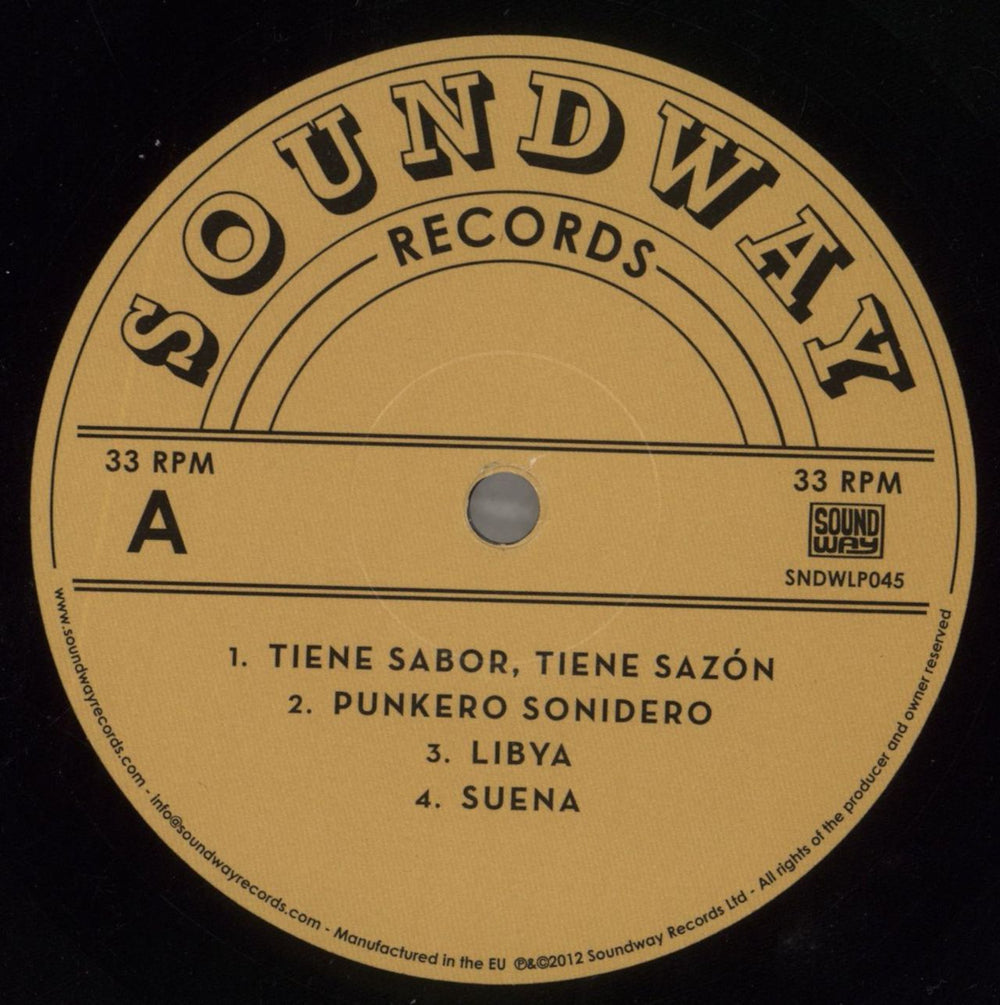 SOUNDWAY
RECORDS
33 RPM
A
33 RPM
SOUND
WAY
SNDWLP045
1. TIENE SABOR, TIENE SAZÓN
2. PUNKERO SONIDERO
3. LIBYA
4. SUENA
www.soundwayrecords.com - info@soundwayrecords.com - Manufactured in the EU ℗&©2012 Soundway Records Ltd - All rights of the producer and owner reserved